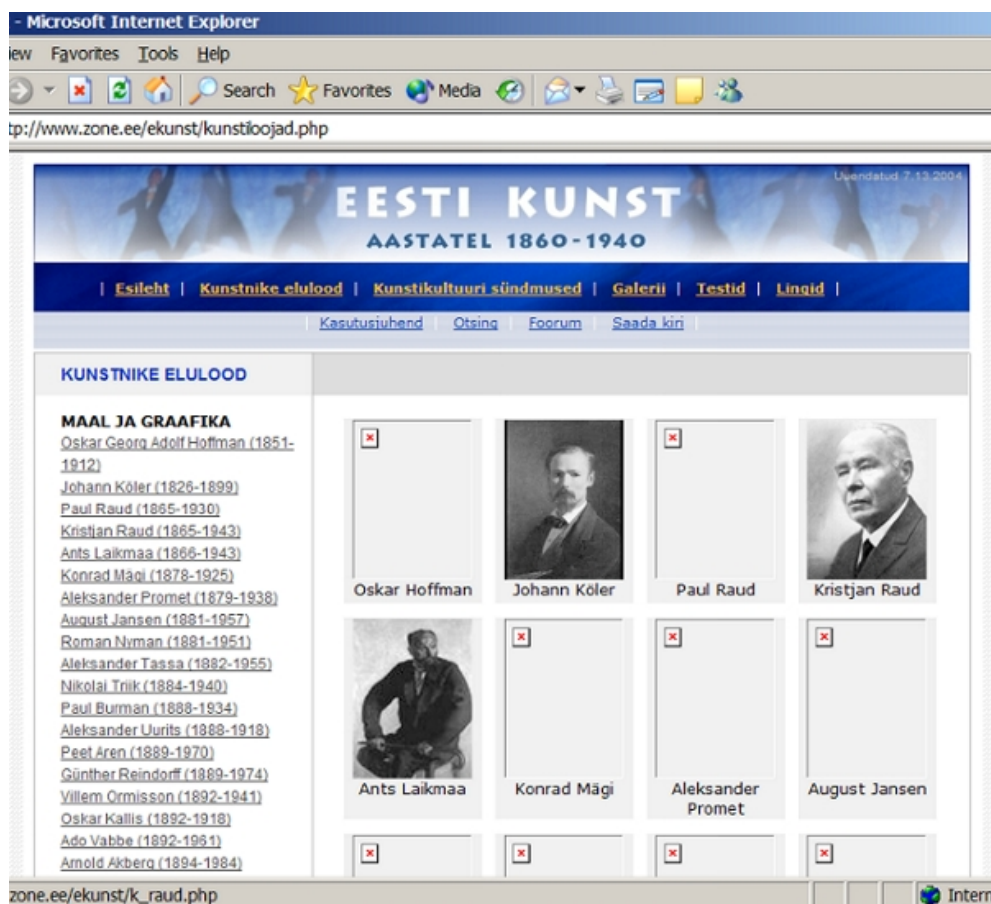 - Microsoft Internet Explorer
iew Favorites Tools Help
Search Favorites Media
tp://www.zone.ee/ekunst/kunstiloojad.php
Uuendatud 7.13.2004
EESTI KUNST
AASTATEL 1860-1940
| Esileht | Kunstnike elulood | Kunstikultuuri sündmused | Galerii | Testid | Lingid |
Kasutusjuhend | Otsing | Foorum | Saada kiri
KUNSTNIKE ELULOOD
MAAL JA GRAAFIKA
Oskar Georg Adolf Hoffman (1851-
1912)
Johann Köler (1826-1899)
Paul Raud (1865-1930)
Kristjan Raud (1865-1943)
Ants Laikmaa (1866-1943)
Konrad Mägi (1878-1925)
Aleksander Promet (1879-1938)
August Jansen (1881-1957)
Roman Nyman (1881-1951)
Aleksander Tassa (1882-1955)
Nikolai Triik (1884-1940)
Paul Burman (1888-1934)
Aleksander Uurits (1888-1918)
Peet Aren (1889-1970)
Günther Reindorff (1889-1974)
Villem Ormisson (1892-1941)
Oskar Kallis (1892-1918)
Ado Vabbe (1892-1961)
Arnold Akberg (1894-1984)
Oskar Hoffman
Johann Köler
Paul Raud
Kristjan Raud
Ants Laikmaa
Konrad Mägi
Aleksander
Promet
August Jansen
zone.ee/ekunst/k_raud.php
Intern